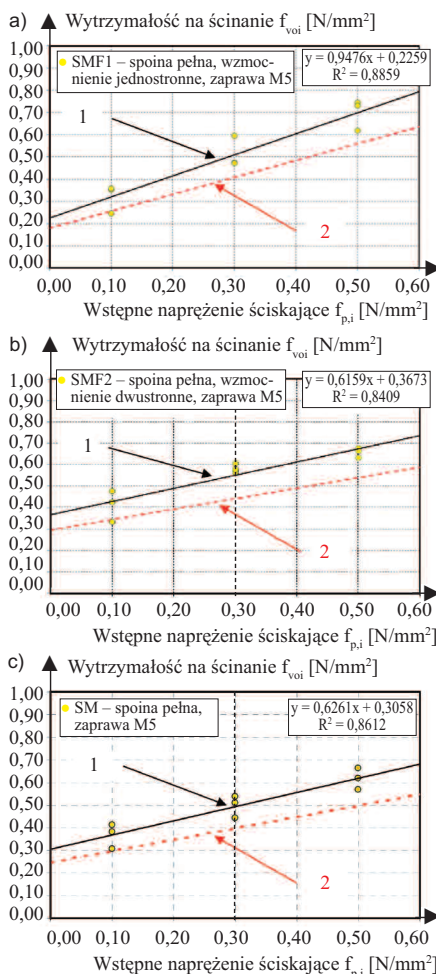 a)
Wytrzymałość na ścinanie f_voi [N/mm²]
SMF1 – spoina pełna, wzmoc-
nienie jednostronne, zaprawa M5
y = 0,9476x + 0,2259
R² = 0,8859
1,00
0,90
0,80
0,70
0,60
0,50
0,40
0,30
0,20
0,10
0,00
1
2
0,00 0,10 0,20 0,30 0,40 0,50 0,60
Wstępne naprężenie ściskające f_p,i [N/mm²]
b)
Wytrzymałość na ścinanie f_voi [N/mm²]
SMF2 – spoina pełna, wzmoc-
nienie dwustronne, zaprawa M5
y = 0,6159x + 0,3673
R² = 0,8409
1,00
0,90
0,80
0,70
0,60
0,50
0,40
0,30
0,20
0,10
0,00
1
2
0,00 0,10 0,20 0,30 0,40 0,50 0,60
Wstępne naprężenie ściskające f_p,i [N/mm²]
c)
Wytrzymałość na ścinanie f_voi [N/mm²]
SM – spoina pełna,
zaprawa M5
y = 0,6261x + 0,3058
R² = 0,8612
1,00
0,90
0,80
0,70
0,60
0,50
0,40
0,30
0,20
0,10
0,00
1
2
0,00 0,10 0,20 0,30 0,40 0,50 0,60
Wstępne naprężenie ściskające f_p,i [N/mm²]